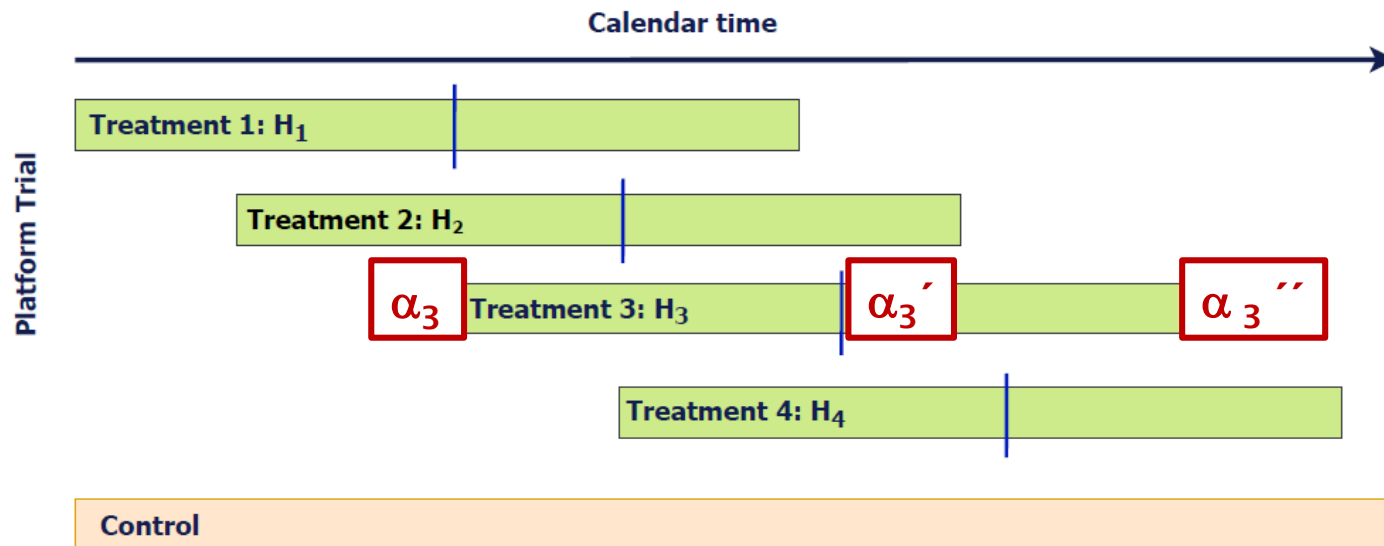 Calendar time
Platform Trial
Treatment 1: H₁
Treatment 2: H₂
α₃
Treatment 3: H₃
α₃´
α ₃ ´´
Treatment 4: H₄
Control